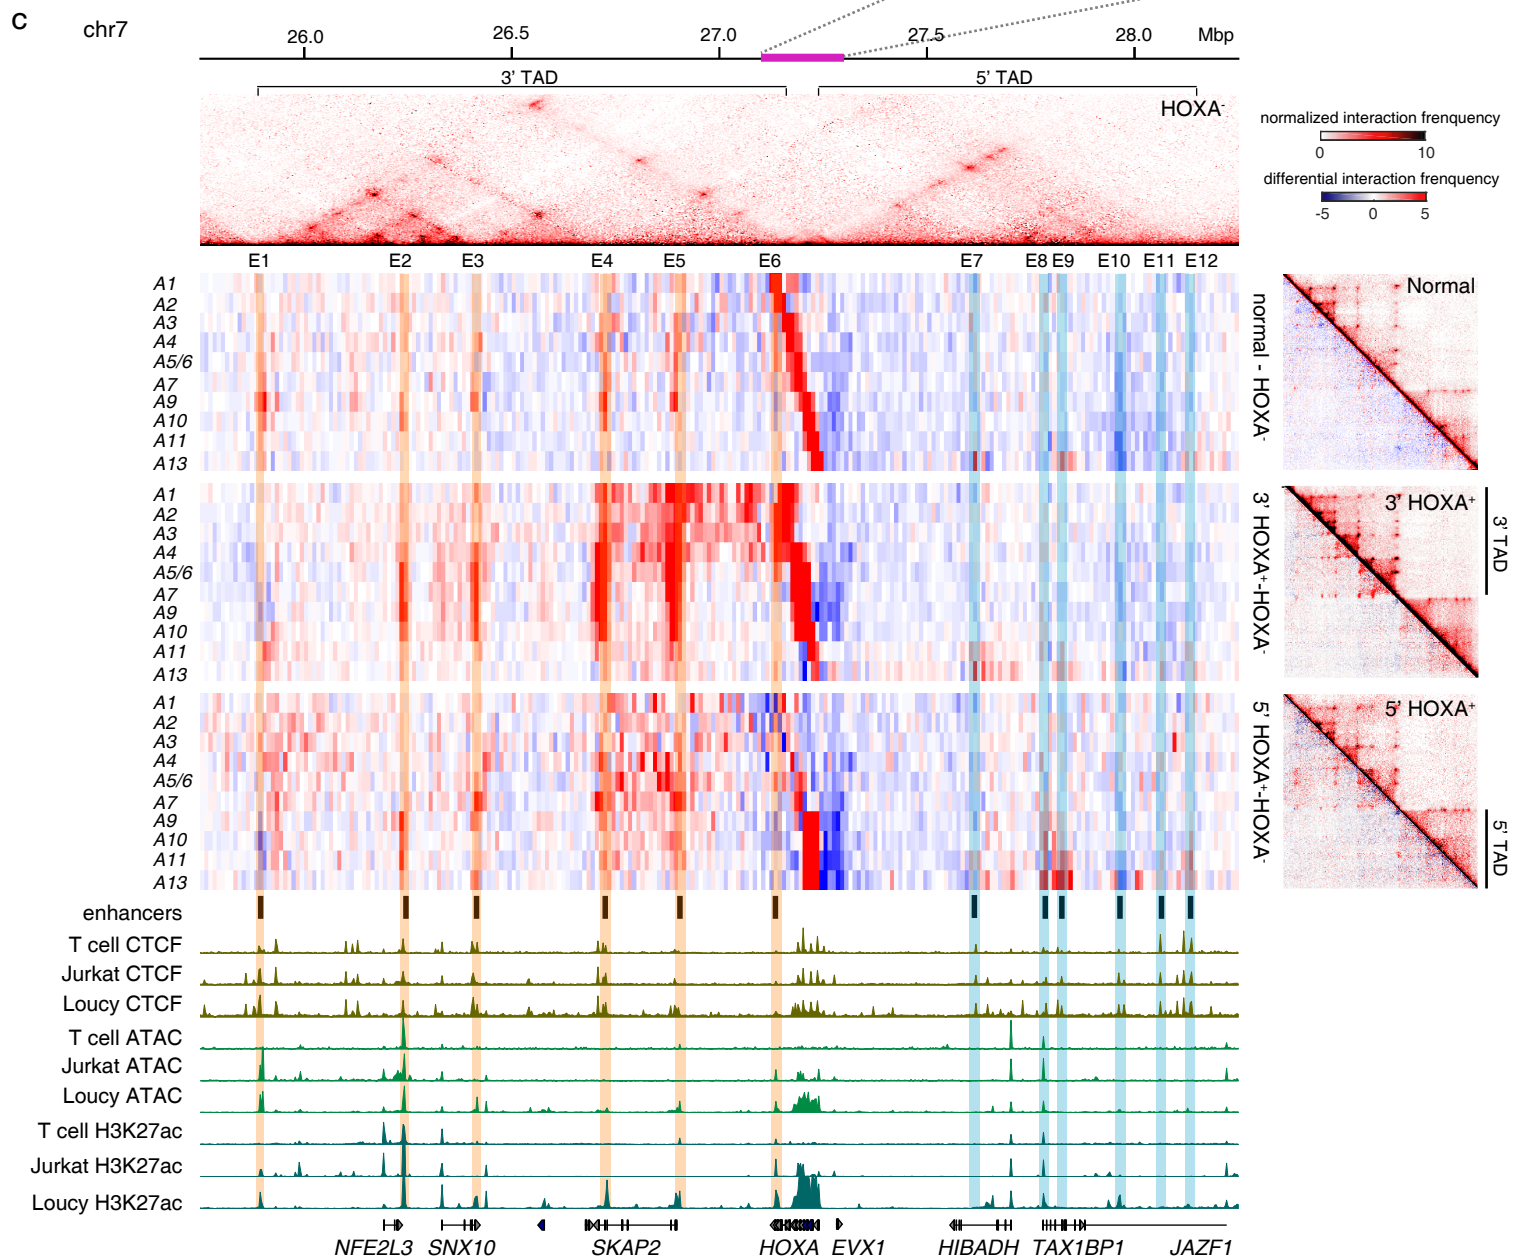 c
chr7
26.0 26.5 27.0 27.5 28.0 Mbp
3' TAD 5' TAD
HOXA-
normalized interaction frenquency
0 10
differential interaction frenquency
-5 0 5
E1 E2 E3 E4 E5 E6 E7 E8 E9 E10 E11 E12
A1
A2
A3
A4
A5/6
A7
A9
A10
A11
A13
normal - HOXA-
Normal
A1
A2
A3
A4
A5/6
A7
A9
A10
A11
A13
3' HOXA+-HOXA-
3' HOXA+
3' TAD
A1
A2
A3
A4
A5/6
A7
A9
A10
A11
A13
5' HOXA+-HOXA-
5' HOXA+
5' TAD
enhancers
T cell CTCF
Jurkat CTCF
Loucy CTCF
T cell ATAC
Jurkat ATAC
Loucy ATAC
T cell H3K27ac
Jurkat H3K27ac
Loucy H3K27ac
NFE2L3 SNX10 SKAP2 HOXA EVX1 HIBADH TAX1BP1 JAZF1